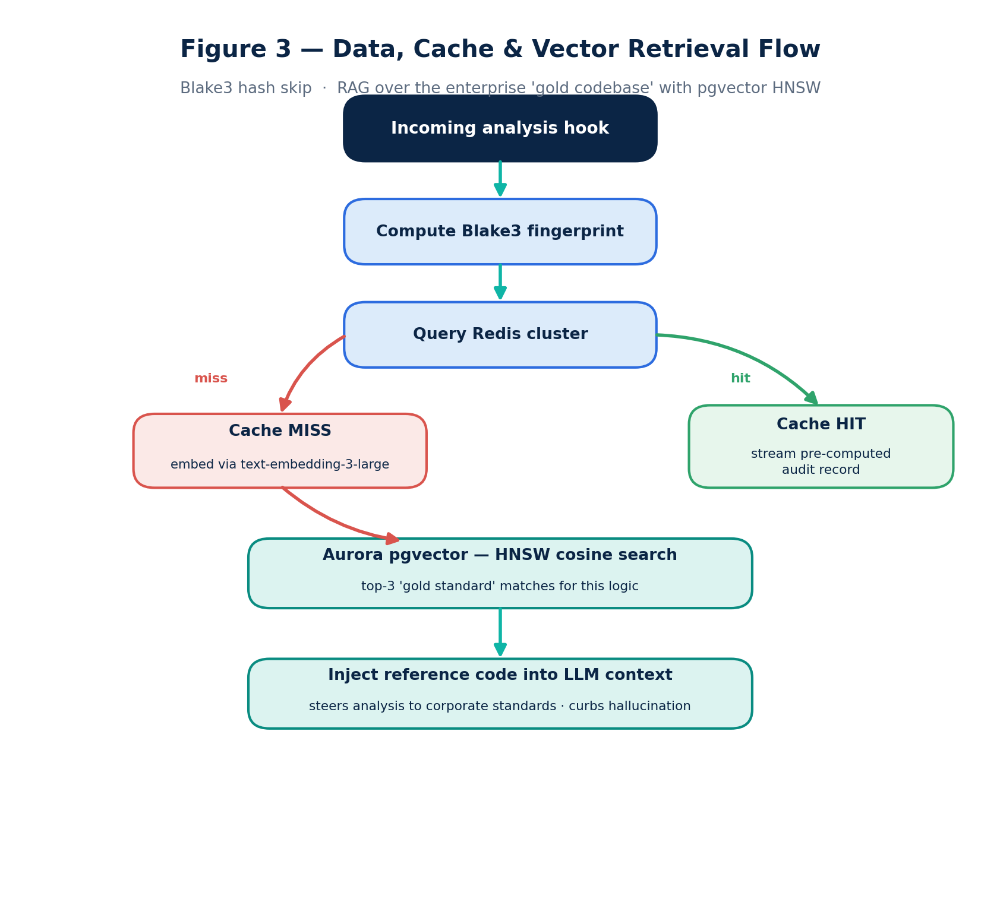 Figure 3 — Data, Cache & Vector Retrieval Flow
Blake3 hash skip · RAG over the enterprise 'gold codebase' with pgvector HNSW
Incoming analysis hook
Compute Blake3 fingerprint
Query Redis cluster
miss
hit
Cache MISS
embed via text-embedding-3-large
Cache HIT
stream pre-computed
audit record
Aurora pgvector — HNSW cosine search
top-3 'gold standard' matches for this logic
Inject reference code into LLM context
steers analysis to corporate standards · curbs hallucination